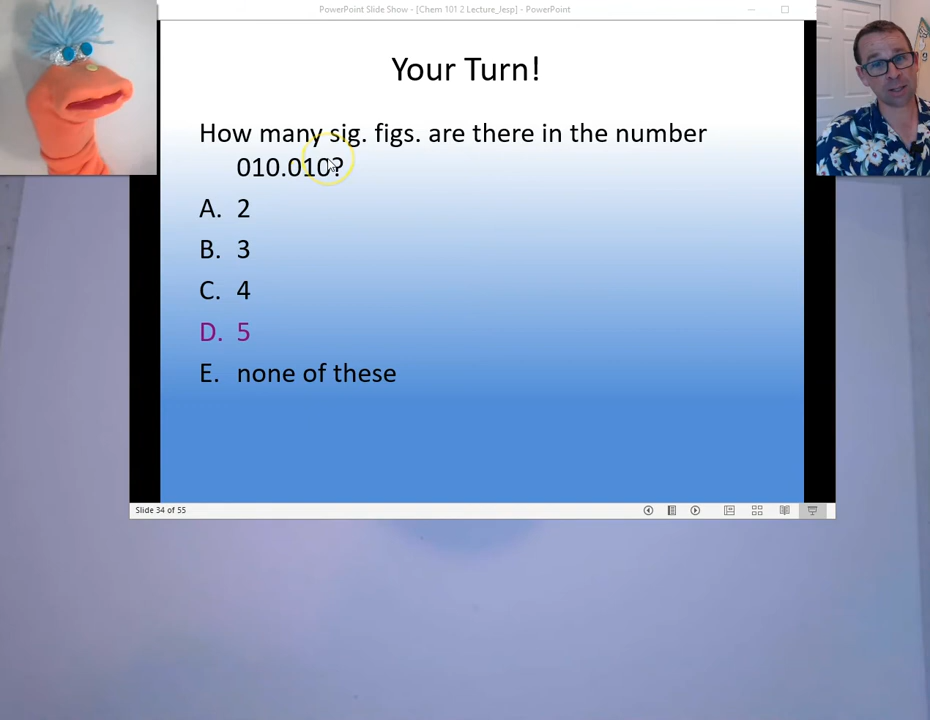 PowerPoint Slide Show - [Chem 101 2 Lecture_Jesp] - PowerPoint
Your Turn!
How many sig. figs. are there in the number
010.010?
A. 2
B. 3
C. 4
D. 5
E. none of these
Slide 34 of 55